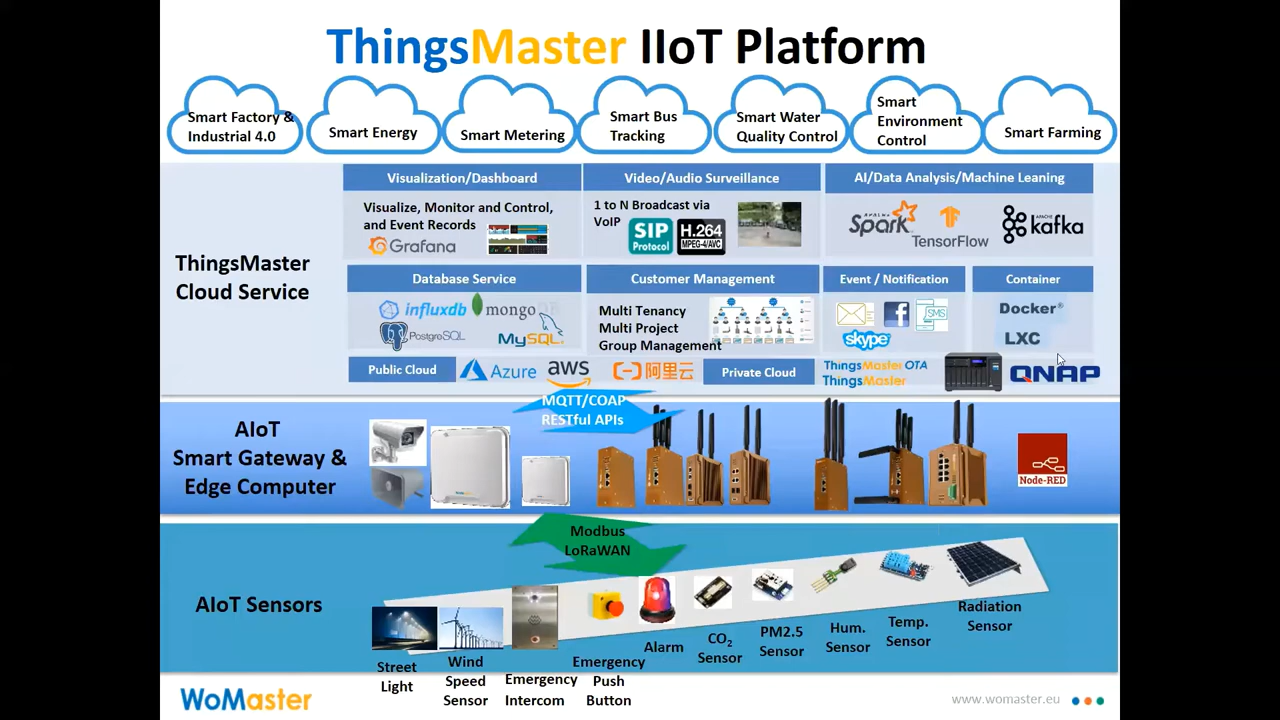 ThingsMaster IIoT Platform
Smart Factory &
Industrial 4.0
Smart Energy
Smart Metering
Smart Bus
Tracking
Smart Water
Quality Control
Smart
Environment
Control
Smart Farming
ThingsMaster
Cloud Service
Visualization/Dashboard
Visualize, Monitor and Control,
and Event Records
Grafana
Video/Audio Surveillance
1 to N Broadcast via
VoIP
SIP
Protocol
H.264
MPEG-4/AVC
AI/Data Analysis/Machine Leaning
APACHE
Spark
TensorFlow
APACHE
kafka
Database Service
influxdb
mongoDB
PostgreSQL
MySQL
Customer Management
Multi Tenancy
Multi Project
Group Management
Event / Notification
SMS
skype
Container
Docker®
LXC
Public Cloud
Azure
aws
阿里云
Private Cloud
ThingsMaster OTA
ThingsMaster
QNAP
MQTT/COAP
RESTful APIs
AIoT
Smart Gateway &
Edge Computer
Node-RED
Modbus
LoRaWAN
AIoT Sensors
Street
Light
Wind
Speed
Sensor
Emergency
Intercom
Emergency
Push
Button
Alarm
CO2
Sensor
PM2.5
Sensor
Hum.
Sensor
Temp.
Sensor
Radiation
Sensor
WoMaster
www.womaster.eu